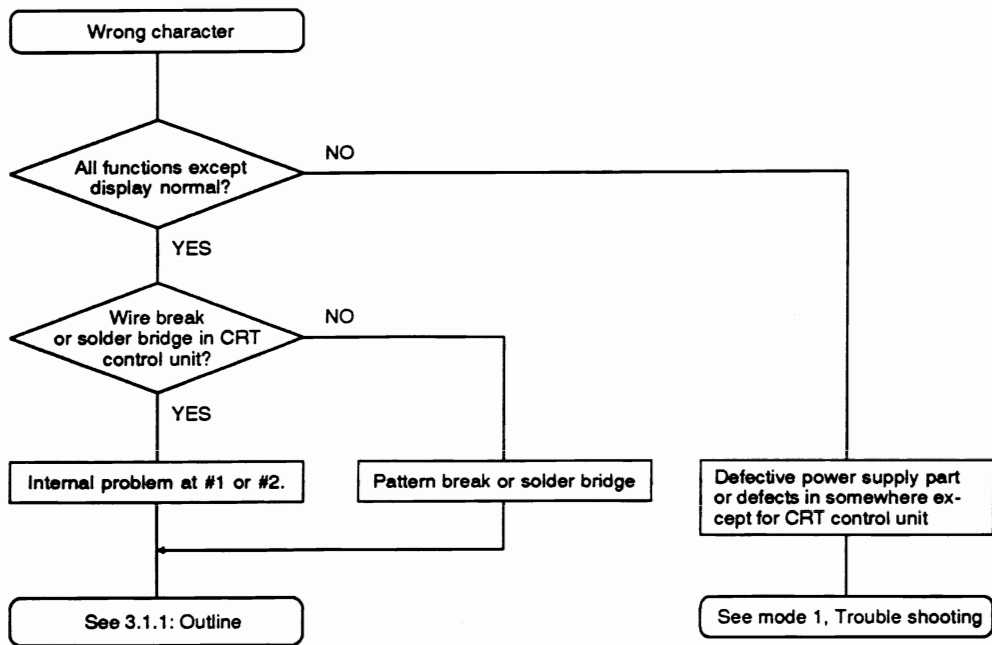 Wrong character
All functions except
display normal?
NO
YES
Wire break
or solder bridge in CRT
control unit?
NO
YES
Internal problem at #1 or #2.
Pattern break or solder bridge
Defective power supply part
or defects in somewhere ex-
cept for CRT control unit
See 3.1.1: Outline
See mode 1, Trouble shooting